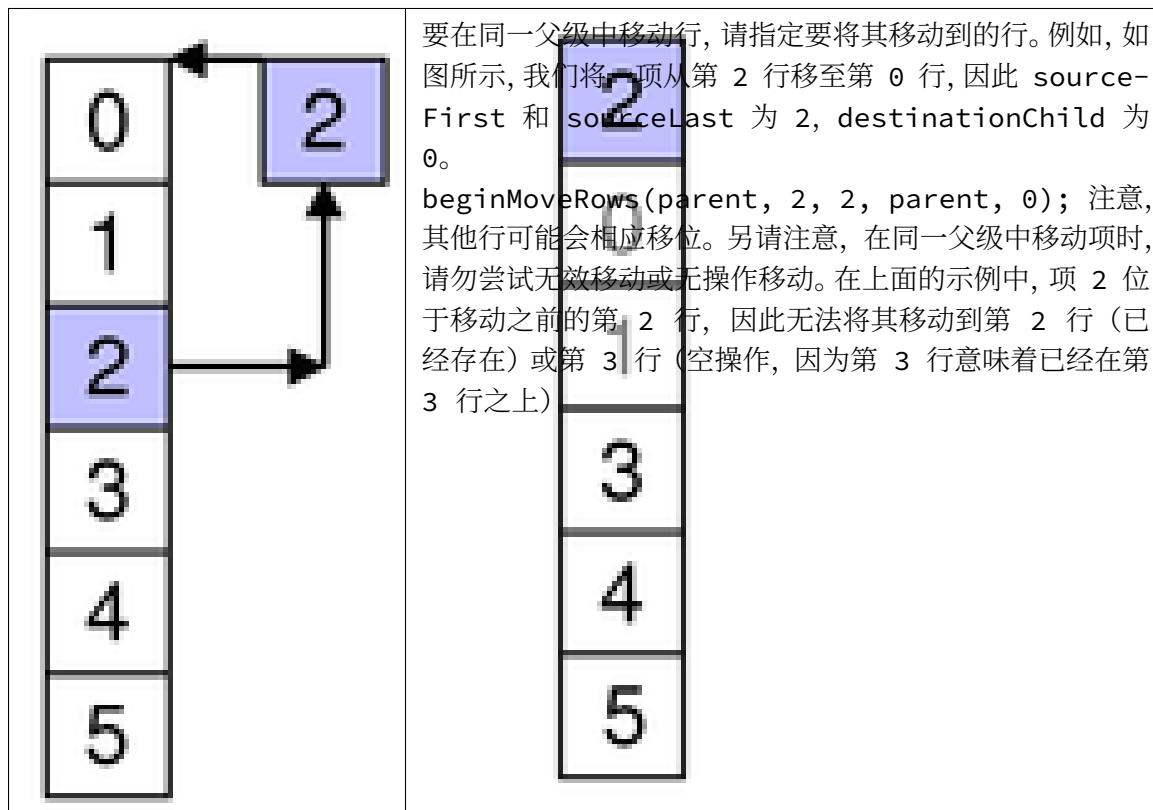 0
2
1
2
3
4
5
要在同一父级中移动行, 请指定要将其移动到的行。例如, 如
图所示, 我们将一项从第 2 行移至第 0 行, 因此 source-
First 和 sourceLast 为 2, destinationChild 为
0。
beginMoveRows(parent, 2, 2, parent, 0); 注意,
其他行可能会相应移位。另请注意, 在同一父级中移动项时,
请勿尝试无效移动或无操作移动。在上面的示例中, 项 2 位
于移动之前的第 2 行, 因此无法将其移动到第 2 行（已
经存在）或第 3 行（空操作, 因为第 3 行意味着已经在第
3 行之上）
2
0
1
3
4
5